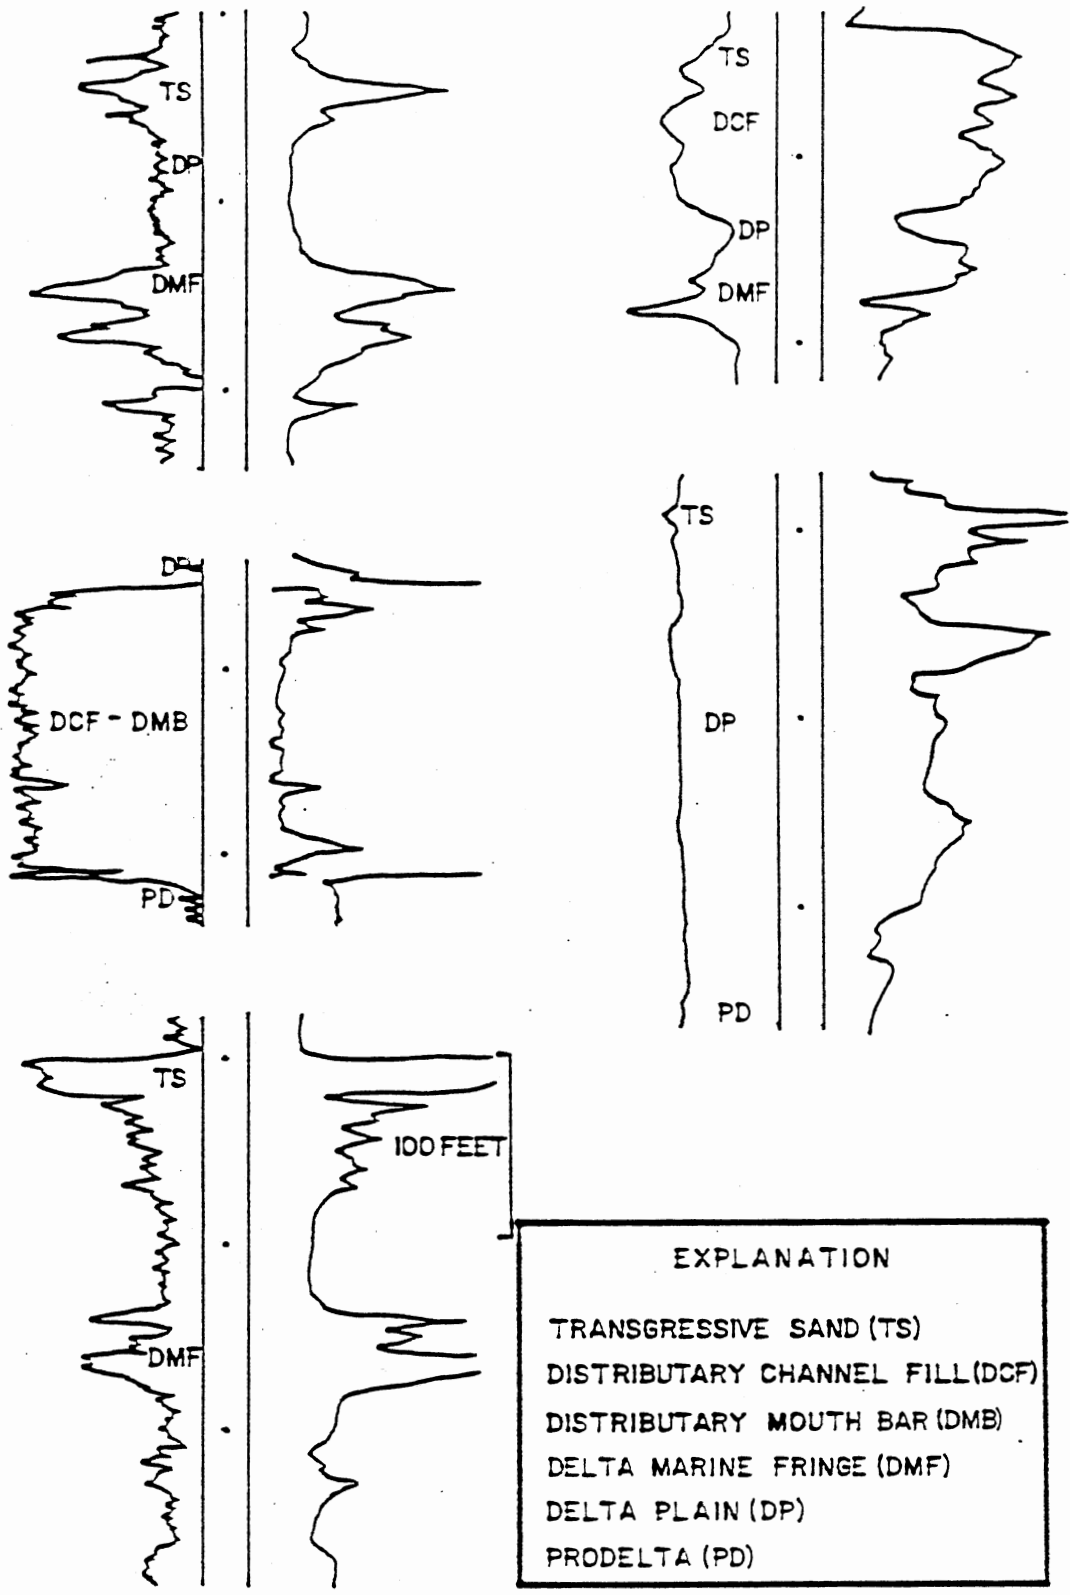 TS
DP
DMF
TS
DCF
DP
DMF
DP
DCF - DMB
PD
TS
DP
PD
TS
100 FEET
DMF
EXPLANATION
TRANSGRESSIVE SAND (TS)
DISTRIBUTARY CHANNEL FILL (DCF)
DISTRIBUTARY MOUTH BAR (DMB)
DELTA MARINE FRINGE (DMF)
DELTA PLAIN (DP)
PRODELTA (PD)